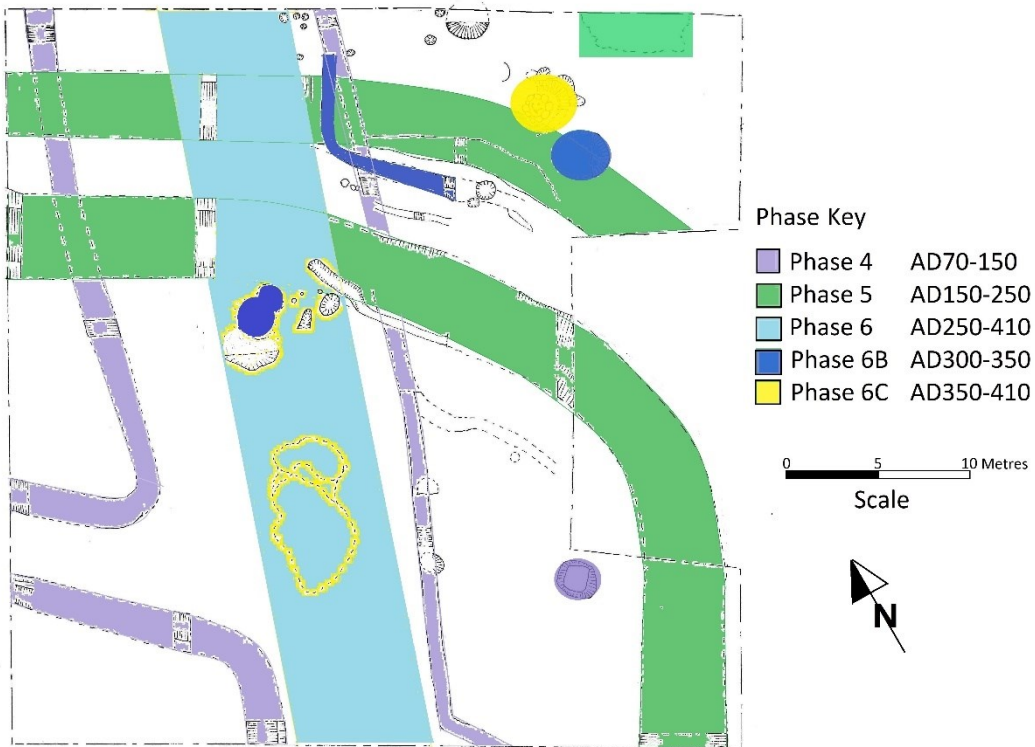 Phase Key
Phase 4 AD70-150
Phase 5 AD150-250
Phase 6 AD250-410
Phase 6B AD300-350
Phase 6C AD350-410
0 5 10 Metres
Scale
N